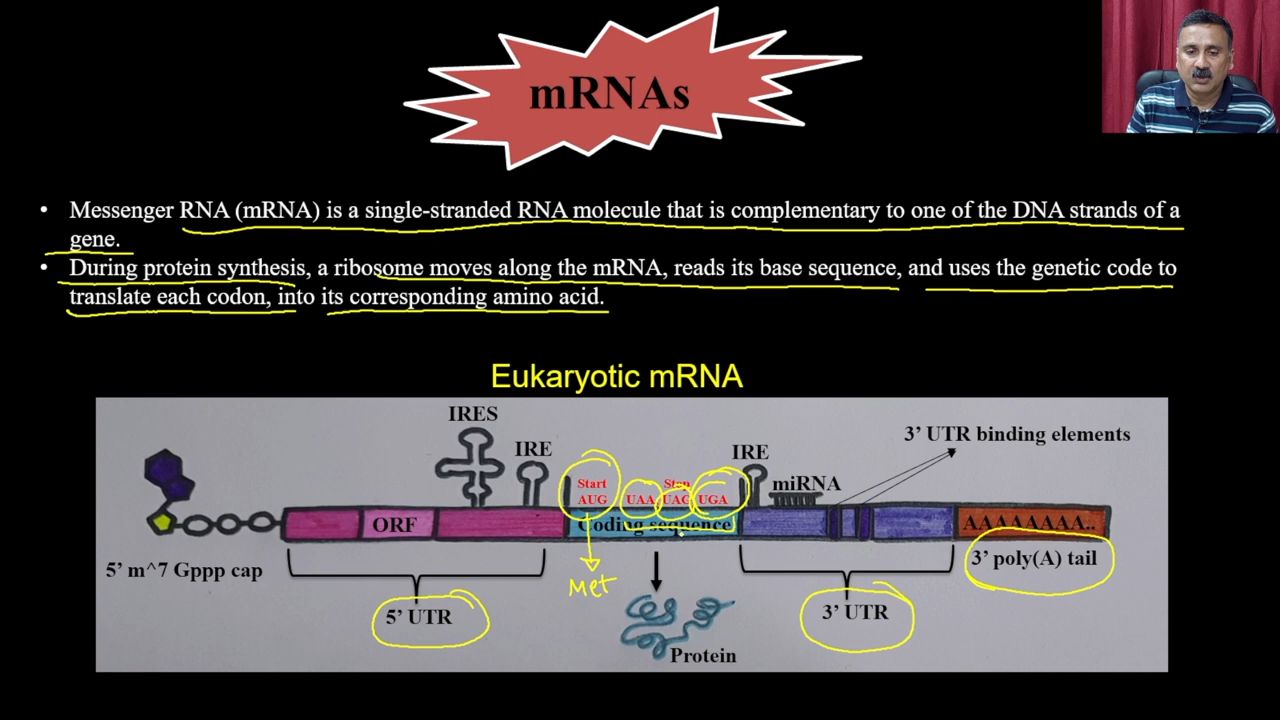 mRNAs
• Messenger RNA (mRNA) is a single-stranded RNA molecule that is complementary to one of the DNA strands of a
gene.
• During protein synthesis, a ribosome moves along the mRNA, reads its base sequence, and uses the genetic code to
translate each codon, into its corresponding amino acid.
Eukaryotic mRNA
IRES
IRE
Start
AUG
UAA
Stop
UAG
UGA
IRE
miRNA
3’ UTR binding elements
ORF
Coding sequence
AAAAAAAA..
5’ m^7 Gppp cap
Met
3’ poly(A) tail
5’ UTR
3’ UTR
Protein